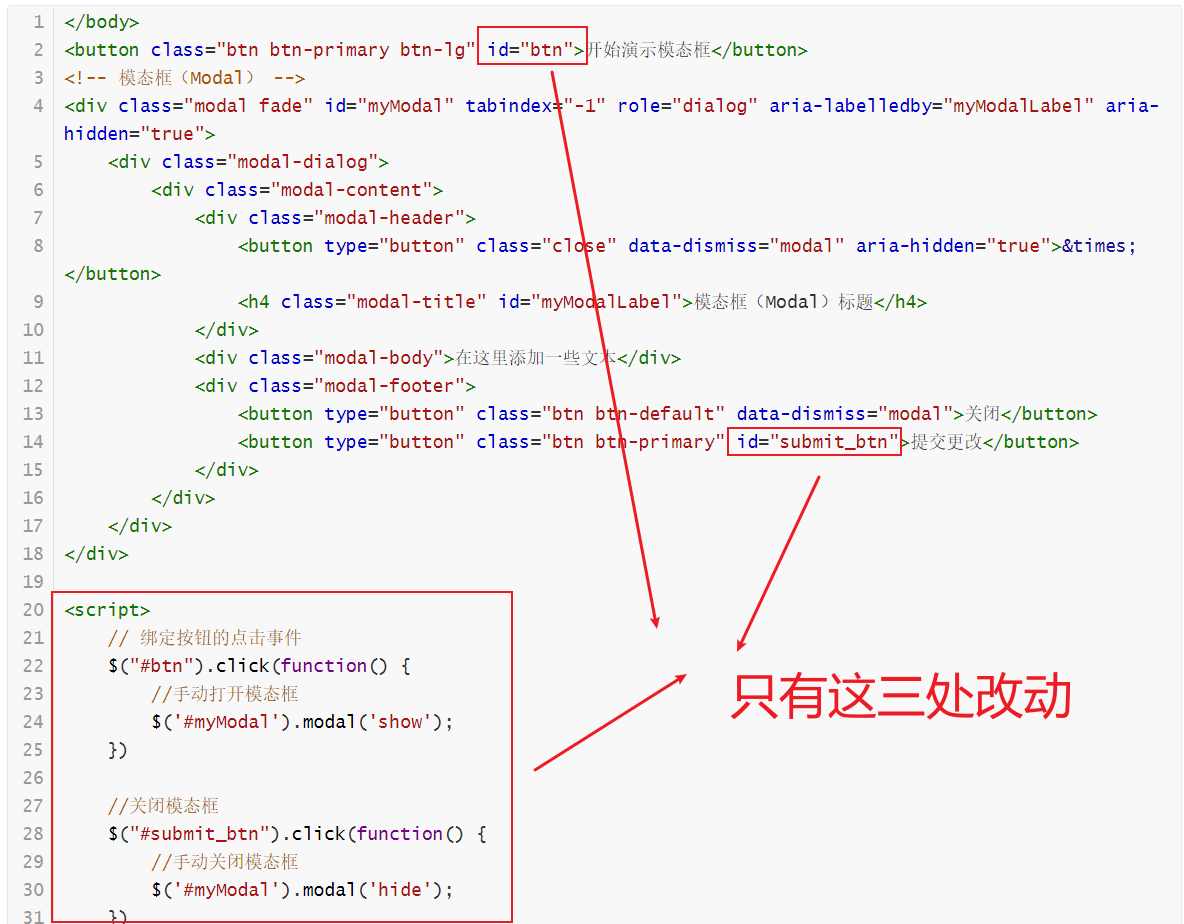 1 </body>
2 <button class="btn btn-primary btn-lg" id="btn">开始演示模态框</button>
3 <!-- 模态框（Modal） -->
4 <div class="modal fade" id="myModal" tabindex="-1" role="dialog" aria-labelledby="myModalLabel" aria-
hidden="true">
5 <div class="modal-dialog">
6 <div class="modal-content">
7 <div class="modal-header">
8 <button type="button" class="close" data-dismiss="modal" aria-hidden="true">&times;
</button>
9 <h4 class="modal-title" id="myModalLabel">模态框（Modal）标题</h4>
10 </div>
11 <div class="modal-body">在这里添加一些文本</div>
12 <div class="modal-footer">
13 <button type="button" class="btn btn-default" data-dismiss="modal">关闭</button>
14 <button type="button" class="btn btn-primary" id="submit_btn">提交更改</button>
15 </div>
16 </div>
17 </div>
18 </div>
19
20 <script>
21 // 绑定按钮的点击事件
22 $("#btn").click(function() {
23 //手动打开模态框
24 $('#myModal').modal('show');
25 })
26
27 //关闭模态框
28 $("#submit_btn").click(function() {
29 //手动关闭模态框
30 $('#myModal').modal('hide');
31 })
只有这三处改动